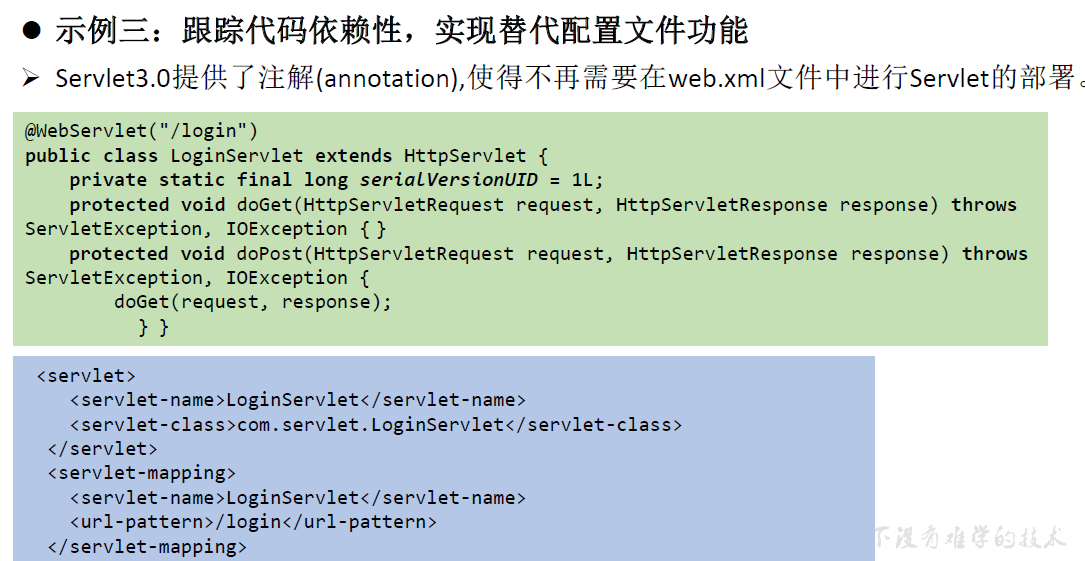 ● 示例三：跟踪代码依赖性，实现替代配置文件功能
➢ Servlet3.0提供了注解(annotation),使得不再需要在web.xml文件中进行Servlet的部署。
@WebServlet("/login")
public class LoginServlet extends HttpServlet {
    private static final long serialVersionUID = 1L;
    protected void doGet(HttpServletRequest request, HttpServletResponse response) throws
ServletException, IOException { }
    protected void doPost(HttpServletRequest request, HttpServletResponse response) throws
ServletException, IOException {
        doGet(request, response);
          } }
<servlet>
   <servlet-name>LoginServlet</servlet-name>
   <servlet-class>com.servlet.LoginServlet</servlet-class>
 </servlet>
 <servlet-mapping>
   <servlet-name>LoginServlet</servlet-name>
   <url-pattern>/login</url-pattern>
 </servlet-mapping>
下没有难学的技术